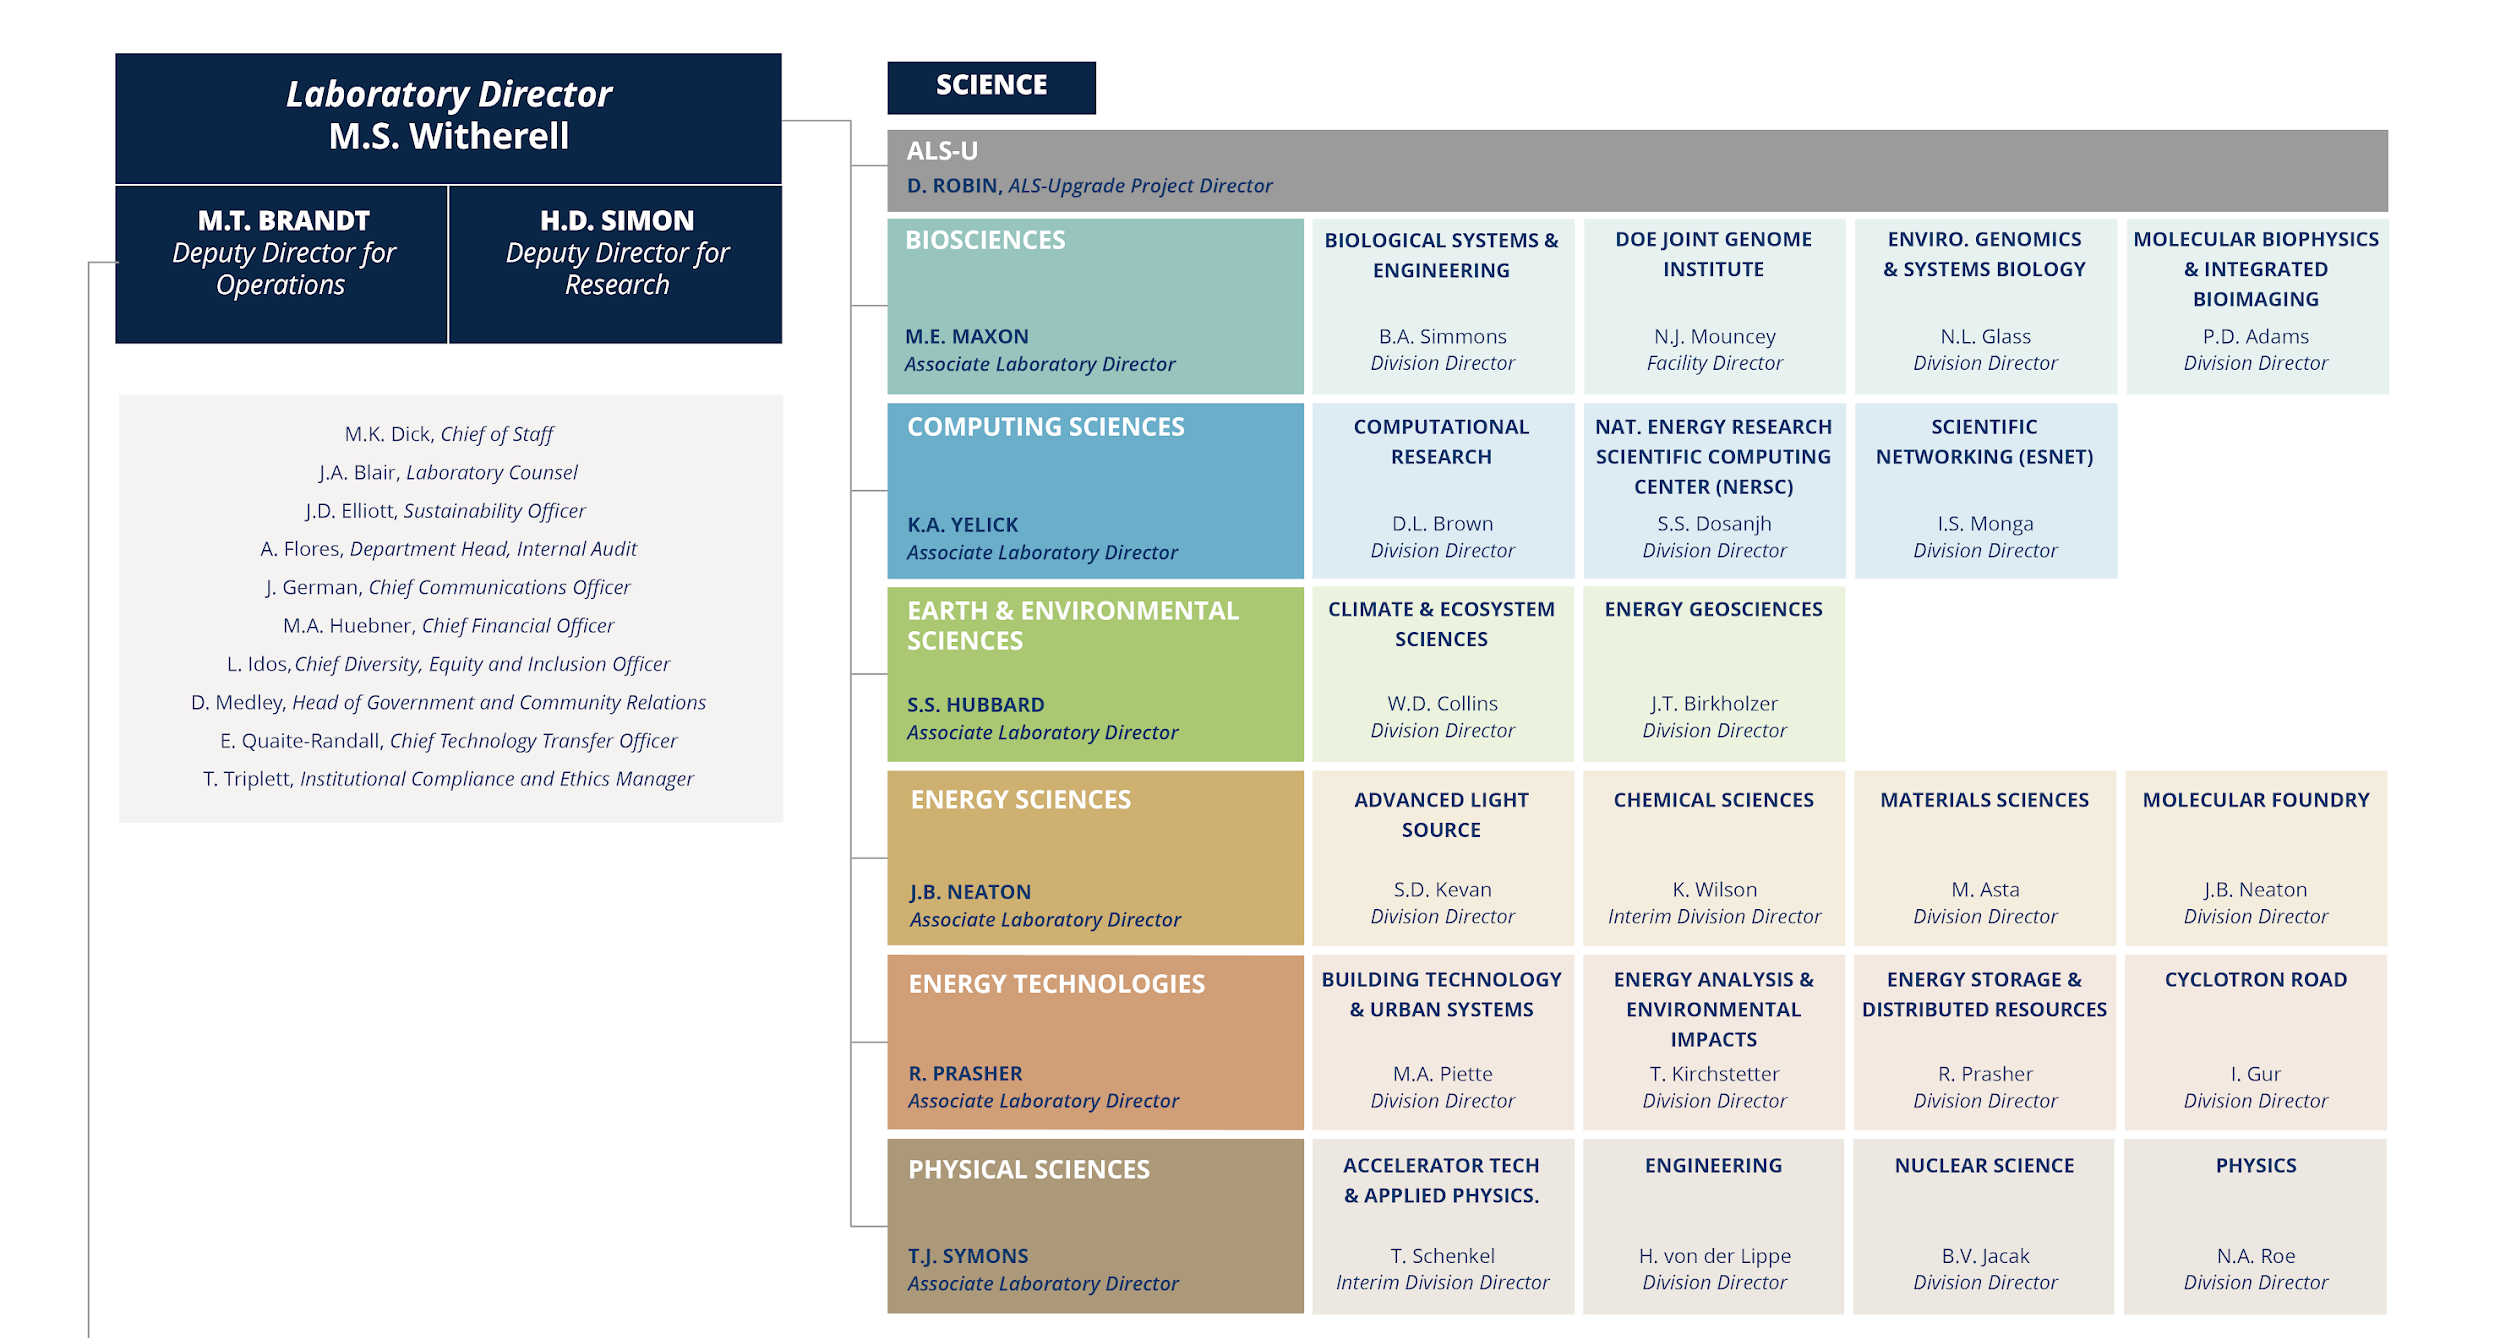 Laboratory Director
M.S. Witherell
M.T. BRANDT
Deputy Director for
Operations
H.D. SIMON
Deputy Director for
Research
M.K. Dick, Chief of Staff
J.A. Blair, Laboratory Counsel
J.D. Elliott, Sustainability Officer
A. Flores, Department Head, Internal Audit
J. German, Chief Communications Officer
M.A. Huebner, Chief Financial Officer
L. Idos, Chief Diversity, Equity and Inclusion Officer
D. Medley, Head of Government and Community Relations
E. Quaite-Randall, Chief Technology Transfer Officer
T. Triplett, Institutional Compliance and Ethics Manager
SCIENCE
ALS-U
D. ROBIN, ALS-Upgrade Project Director
BIOSCIENCES
M.E. MAXON
Associate Laboratory Director
BIOLOGICAL SYSTEMS &
ENGINEERING
B.A. Simmons
Division Director
DOE JOINT GENOME
INSTITUTE
N.J. Mouncey
Facility Director
ENVIRO. GENOMICS
& SYSTEMS BIOLOGY
N.L. Glass
Division Director
MOLECULAR BIOPHYSICS
& INTEGRATED
BIOIMAGING
P.D. Adams
Division Director
COMPUTING SCIENCES
K.A. YELICK
Associate Laboratory Director
COMPUTATIONAL
RESEARCH
D.L. Brown
Division Director
NAT. ENERGY RESEARCH
SCIENTIFIC COMPUTING
CENTER (NERSC)
S.S. Dosanjh
Division Director
SCIENTIFIC
NETWORKING (ESNET)
I.S. Monga
Division Director
EARTH & ENVIRONMENTAL
SCIENCES
S.S. HUBBARD
Associate Laboratory Director
CLIMATE & ECOSYSTEM
SCIENCES
W.D. Collins
Division Director
ENERGY GEOSCIENCES
J.T. Birkholzer
Division Director
ENERGY SCIENCES
J.B. NEATON
Associate Laboratory Director
ADVANCED LIGHT
SOURCE
S.D. Kevan
Division Director
CHEMICAL SCIENCES
K. Wilson
Interim Division Director
MATERIALS SCIENCES
M. Asta
Division Director
MOLECULAR FOUNDRY
J.B. Neaton
Division Director
ENERGY TECHNOLOGIES
R. PRASHER
Associate Laboratory Director
BUILDING TECHNOLOGY
& URBAN SYSTEMS
M.A. Piette
Division Director
ENERGY ANALYSIS &
ENVIRONMENTAL
IMPACTS
T. Kirchstetter
Division Director
ENERGY STORAGE &
DISTRIBUTED RESOURCES
R. Prasher
Division Director
CYCLOTRON ROAD
I. Gur
Division Director
PHYSICAL SCIENCES
T.J. SYMONS
Associate Laboratory Director
ACCELERATOR TECH
& APPLIED PHYSICS.
T. Schenkel
Interim Division Director
ENGINEERING
H. von der Lippe
Division Director
NUCLEAR SCIENCE
B.V. Jacak
Division Director
PHYSICS
N.A. Roe
Division Director